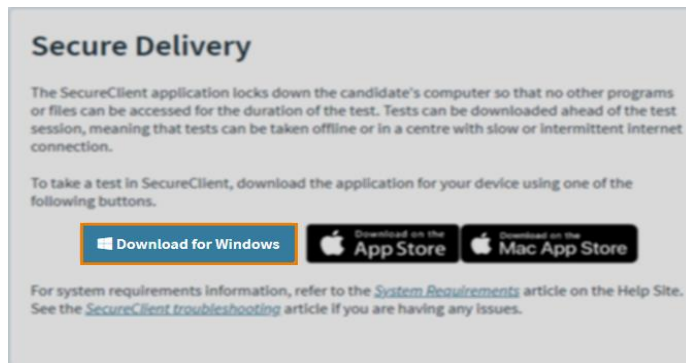 Secure Delivery
The SecureClient application locks down the candidate's computer so that no other programs
or files can be accessed for the duration of the test. Tests can be downloaded ahead of the test
session, meaning that tests can be taken offline or in a centre with slow or intermittent internet
connection.
To take a test in SecureClient, download the application for your device using one of the
following buttons.
Download for Windows
Download on the
App Store
Download on the
Mac App Store
For system requirements information, refer to the System Requirements article on the Help Site.
See the SecureClient troubleshooting article if you are having any issues.